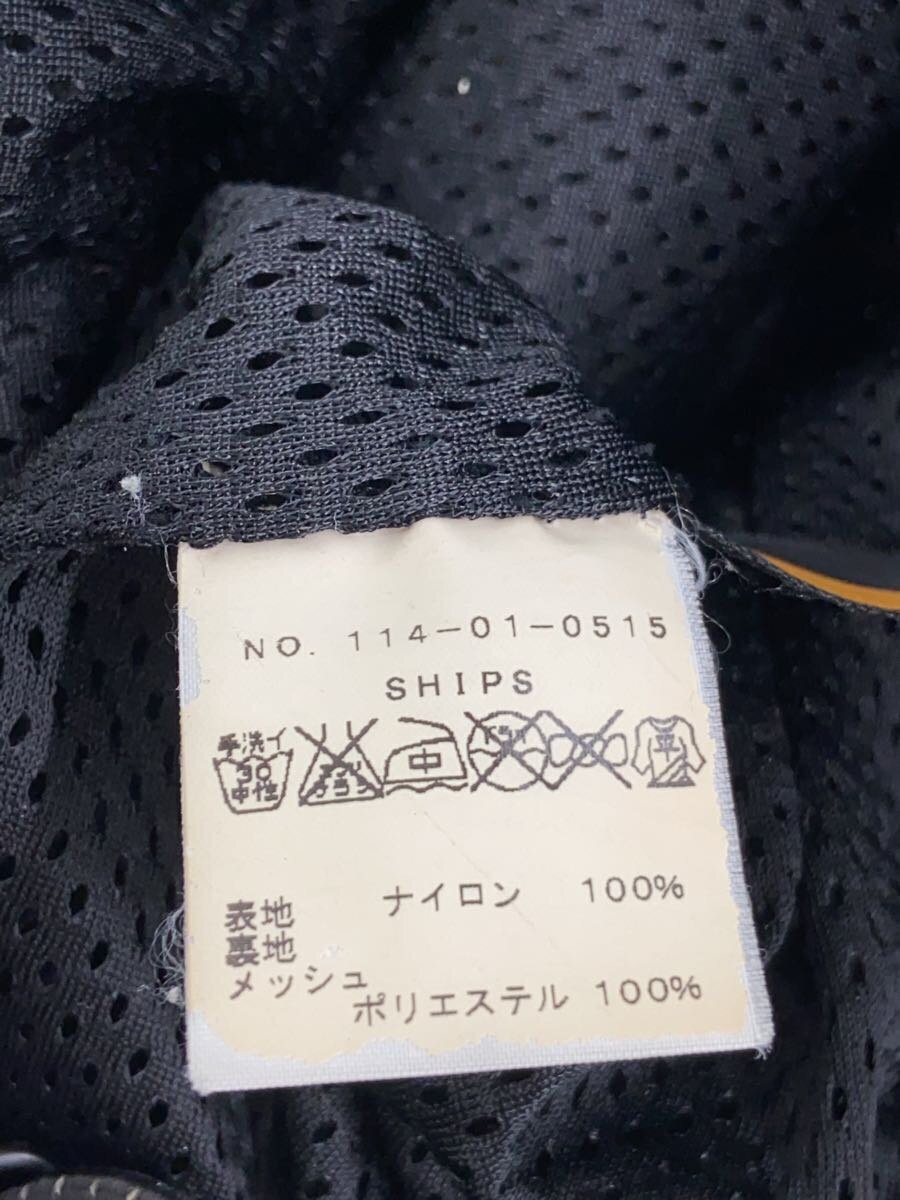 NO. 114-01-0515
SHIPS
手洗イ
30
中性
中
平
表地 ナイロン 100%
裏地
メッシュ
ポリエステル 100%